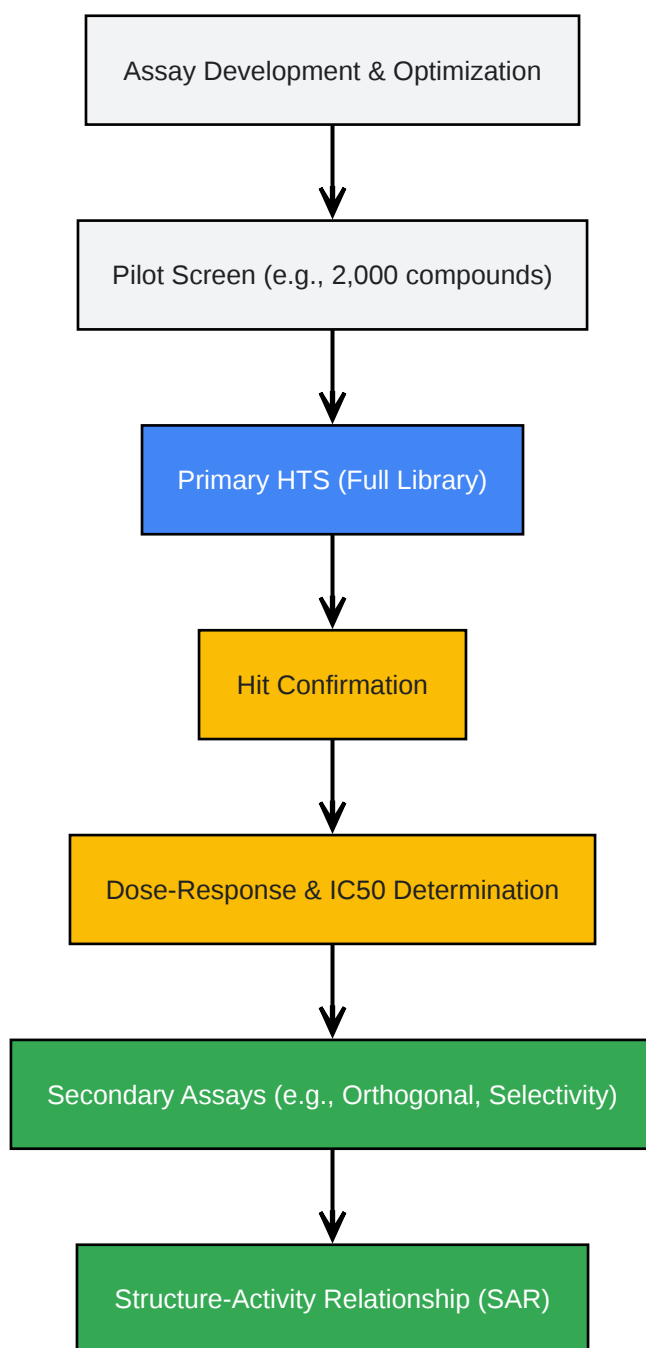 Assay Development & Optimization
Pilot Screen (e.g., 2,000 compounds)
Primary HTS (Full Library)
Hit Confirmation
Dose-Response & IC50 Determination
Secondary Assays (e.g., Orthogonal, Selectivity)
Structure-Activity Relationship (SAR)